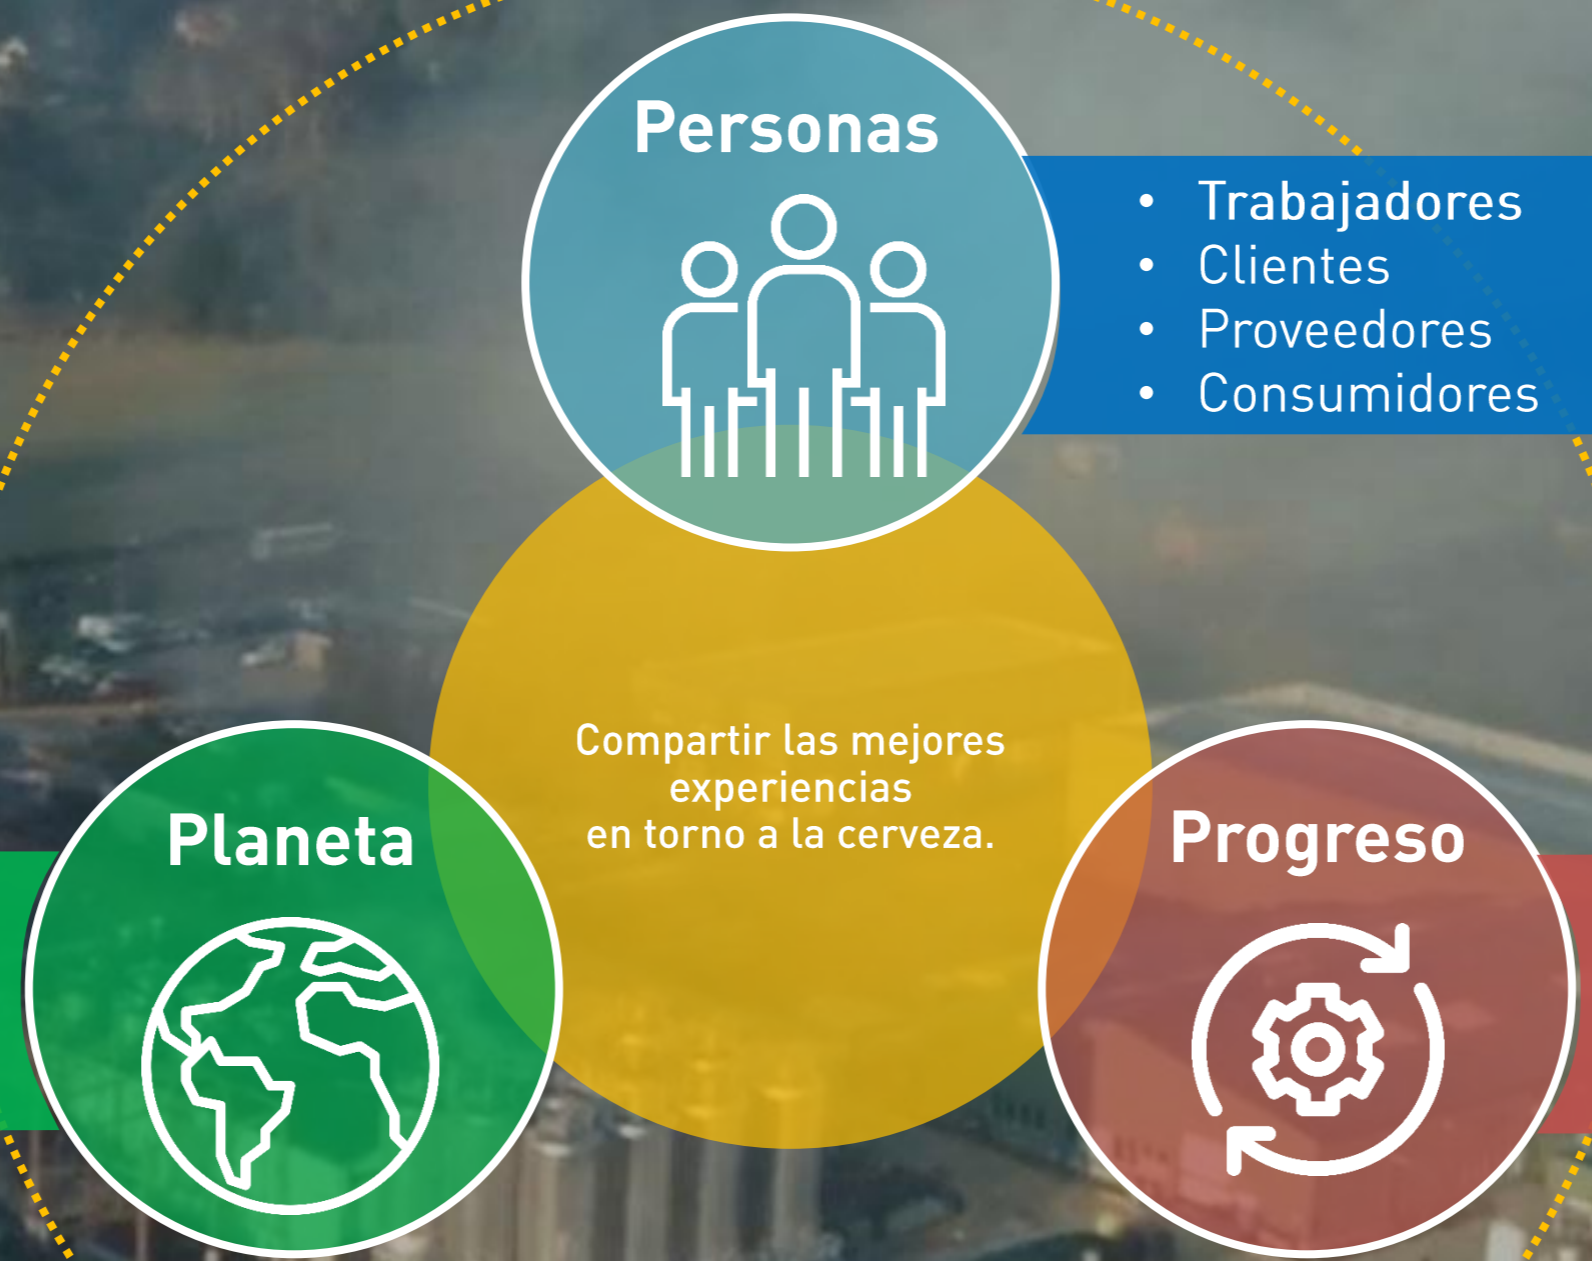 Personas
• Trabajadores
• Clientes
• Proveedores
• Consumidores
Compartir las mejores
experiencias
en torno a la cerveza.
Planeta
Progreso